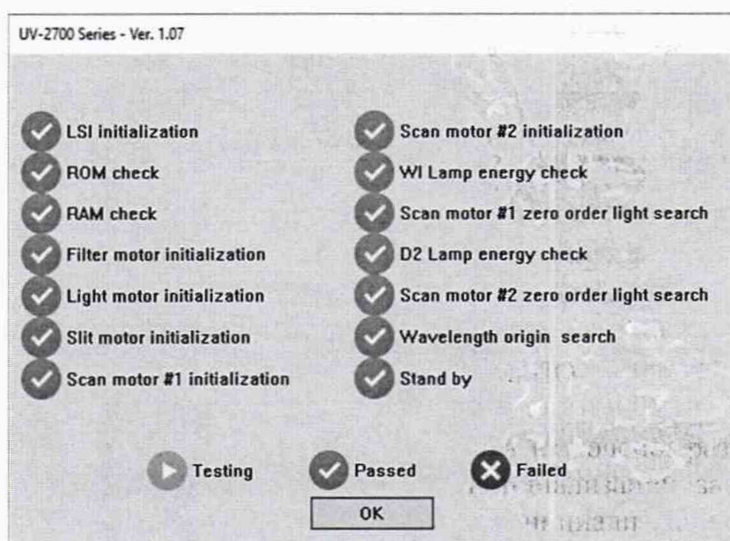 UV-2700 Series - Ver. 1.07
LSI initialization
ROM check
RAM check
Filter motor initialization
Light motor initialization
Slit motor initialization
Scan motor #1 initialization
Scan motor #2 initialization
WI Lamp energy check
Scan motor #1 zero order light search
D2 Lamp energy check
Scan motor #2 zero order light search
Wavelength origin search
Stand by
Testing
Passed
Failed
OK